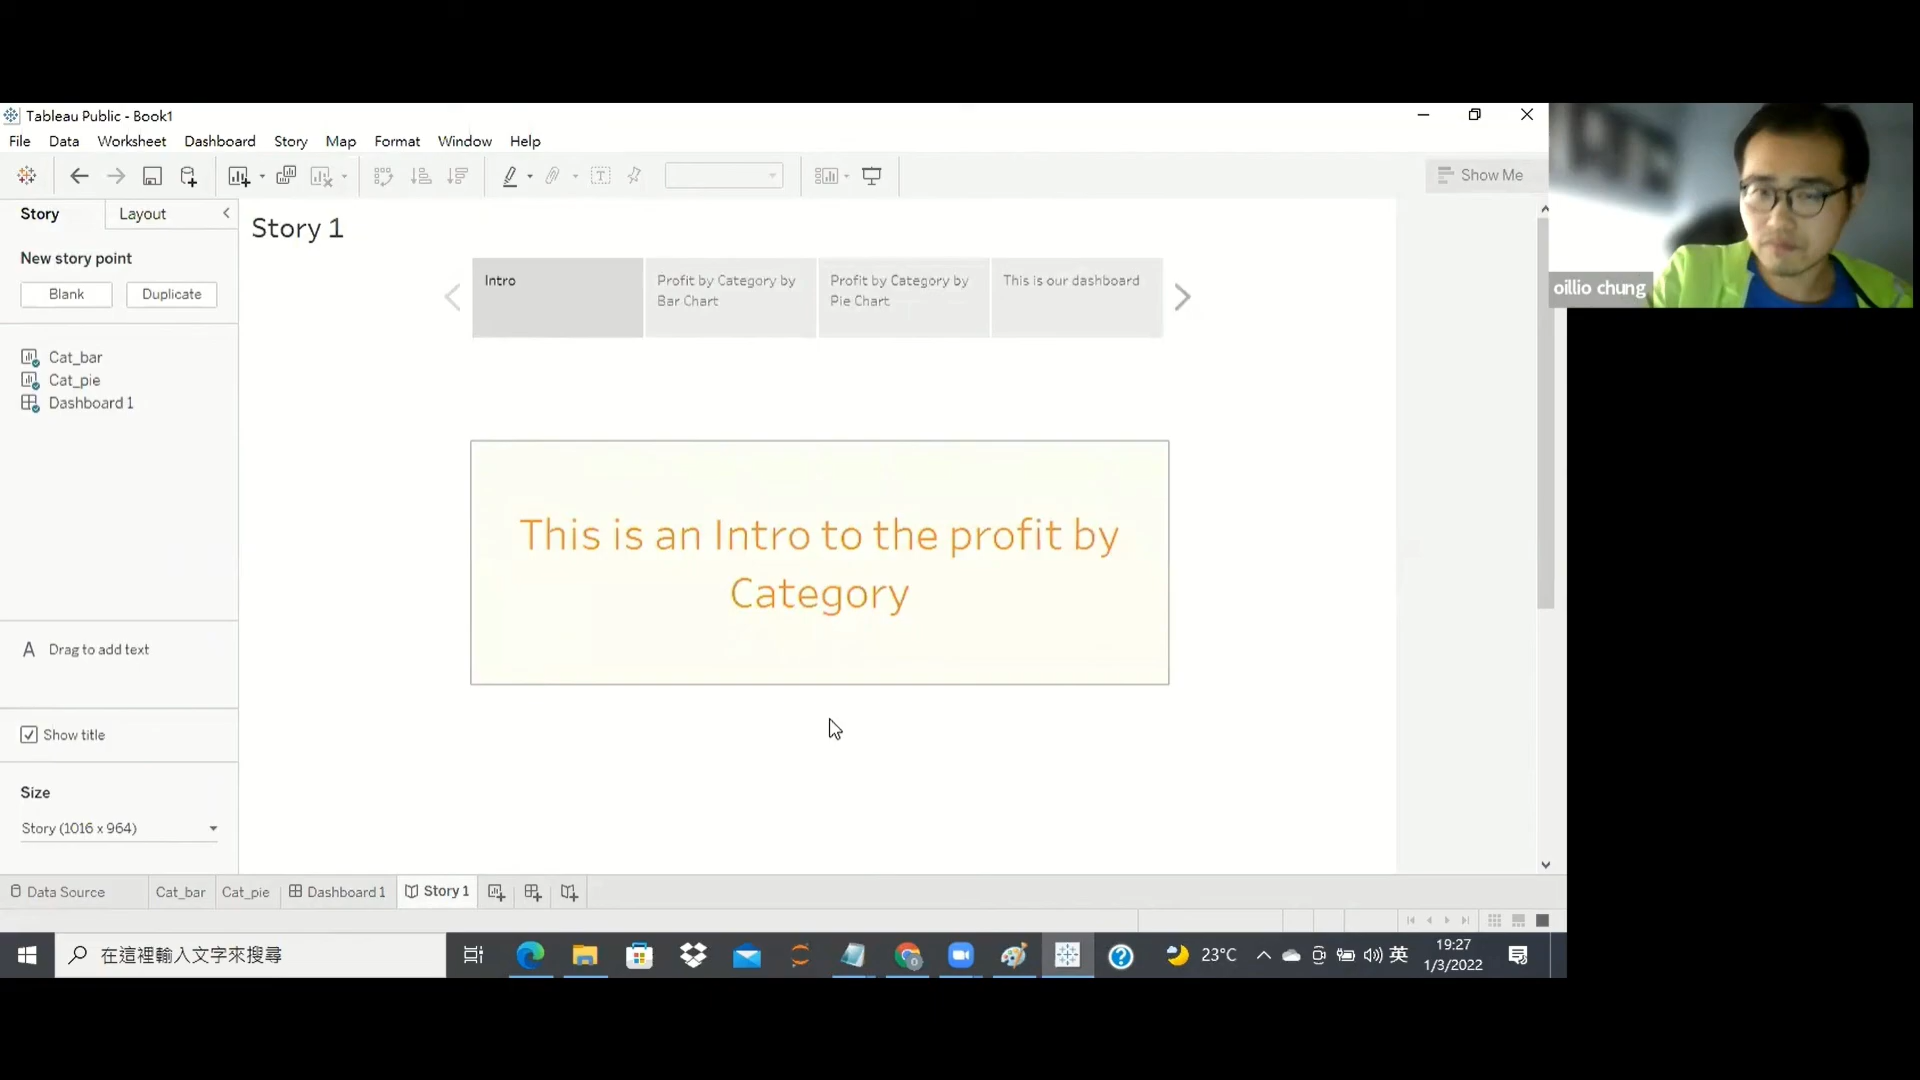 Tableau Public - Book1
File Data Worksheet Dashboard Story Map Format Window Help
Show Me
Story Layout
Story 1
New story point
Blank Duplicate
Intro
Profit by Category by
Bar Chart
Profit by Category by
Pie Chart
This is our dashboard
oillio chung
Cat_bar
Cat_pie
Dashboard 1
This is an Intro to the profit by
Category
A Drag to add text
Show title
Size
Story (1016 x 964)
Data Source Cat_bar Cat_pie Dashboard 1 Story 1
在這裡輸入文字來搜尋
23°C
英
19:27
1/3/2022